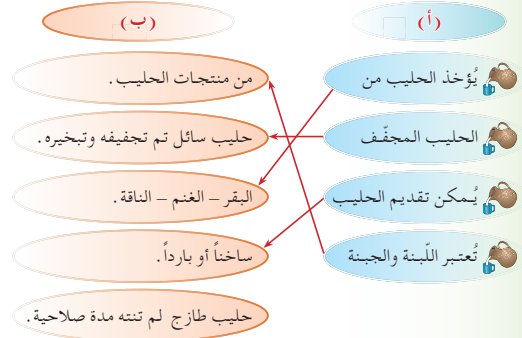 (أ)
(ب)
يُؤخذ الحليب من
من منتجات الحليب.
الحليب المجفّف
حليب سائل تم تجفيفه وتبخيره.
يُمكن تقديم الحليب
البقر – الغنم – الناقة.
تُعتبر اللّبنة والجبنة
ساخناً أو بارداً.
حليب طازج لم تنته مدة صلاحية.